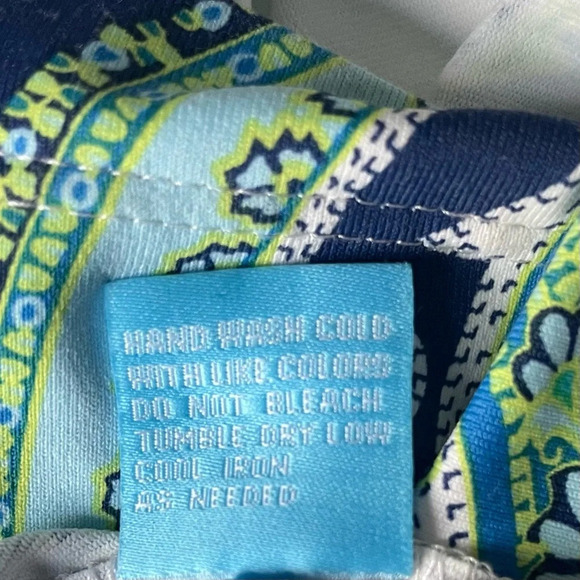 HAND WASH COLD
WITH LIKE COLORS
DO NOT BLEACH
TUMBLE DRY LOW
COOL IRON
AS NEEDED